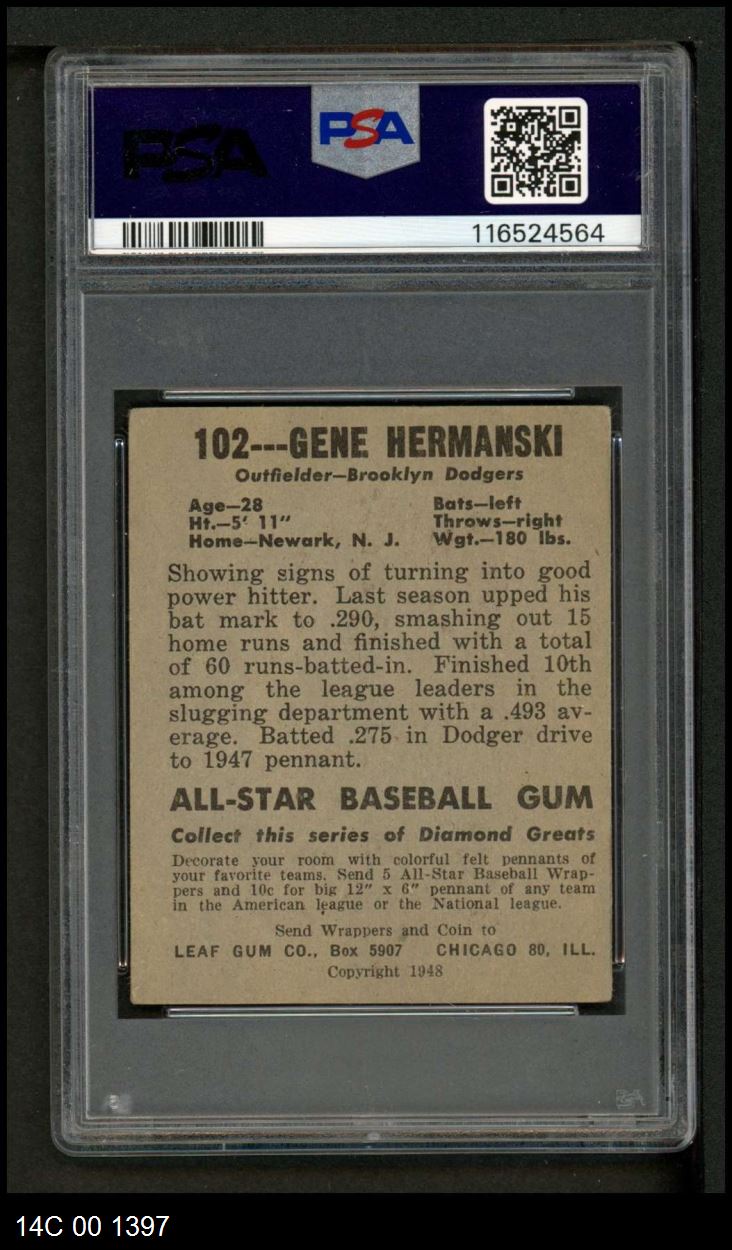 PSA
PSA
116524564
102---GENE HERMANSKI
Outfielder—Brooklyn Dodgers
Age—28 Bats—left
Ht.—5' 11" Throws—right
Home—Newark, N. J. Wgt.—180 lbs.
Showing signs of turning into good
power hitter. Last season upped his
bat mark to .290, smashing out 15
home runs and finished with a total
of 60 runs-batted-in. Finished 10th
among the league leaders in the
slugging department with a .493 av-
erage. Batted .275 in Dodger drive
to 1947 pennant.
ALL-STAR BASEBALL GUM
Collect this series of Diamond Greats
Decorate your room with colorful felt pennants of
your favorite teams. Send 5 All-Star Baseball Wrap-
pers and 10c for big 12" x 6" pennant of any team
in the American league or the National league.
Send Wrappers and Coin to
LEAF GUM CO., Box 5907 CHICAGO 80, ILL.
Copyright 1948
PSA
14C 00 1397